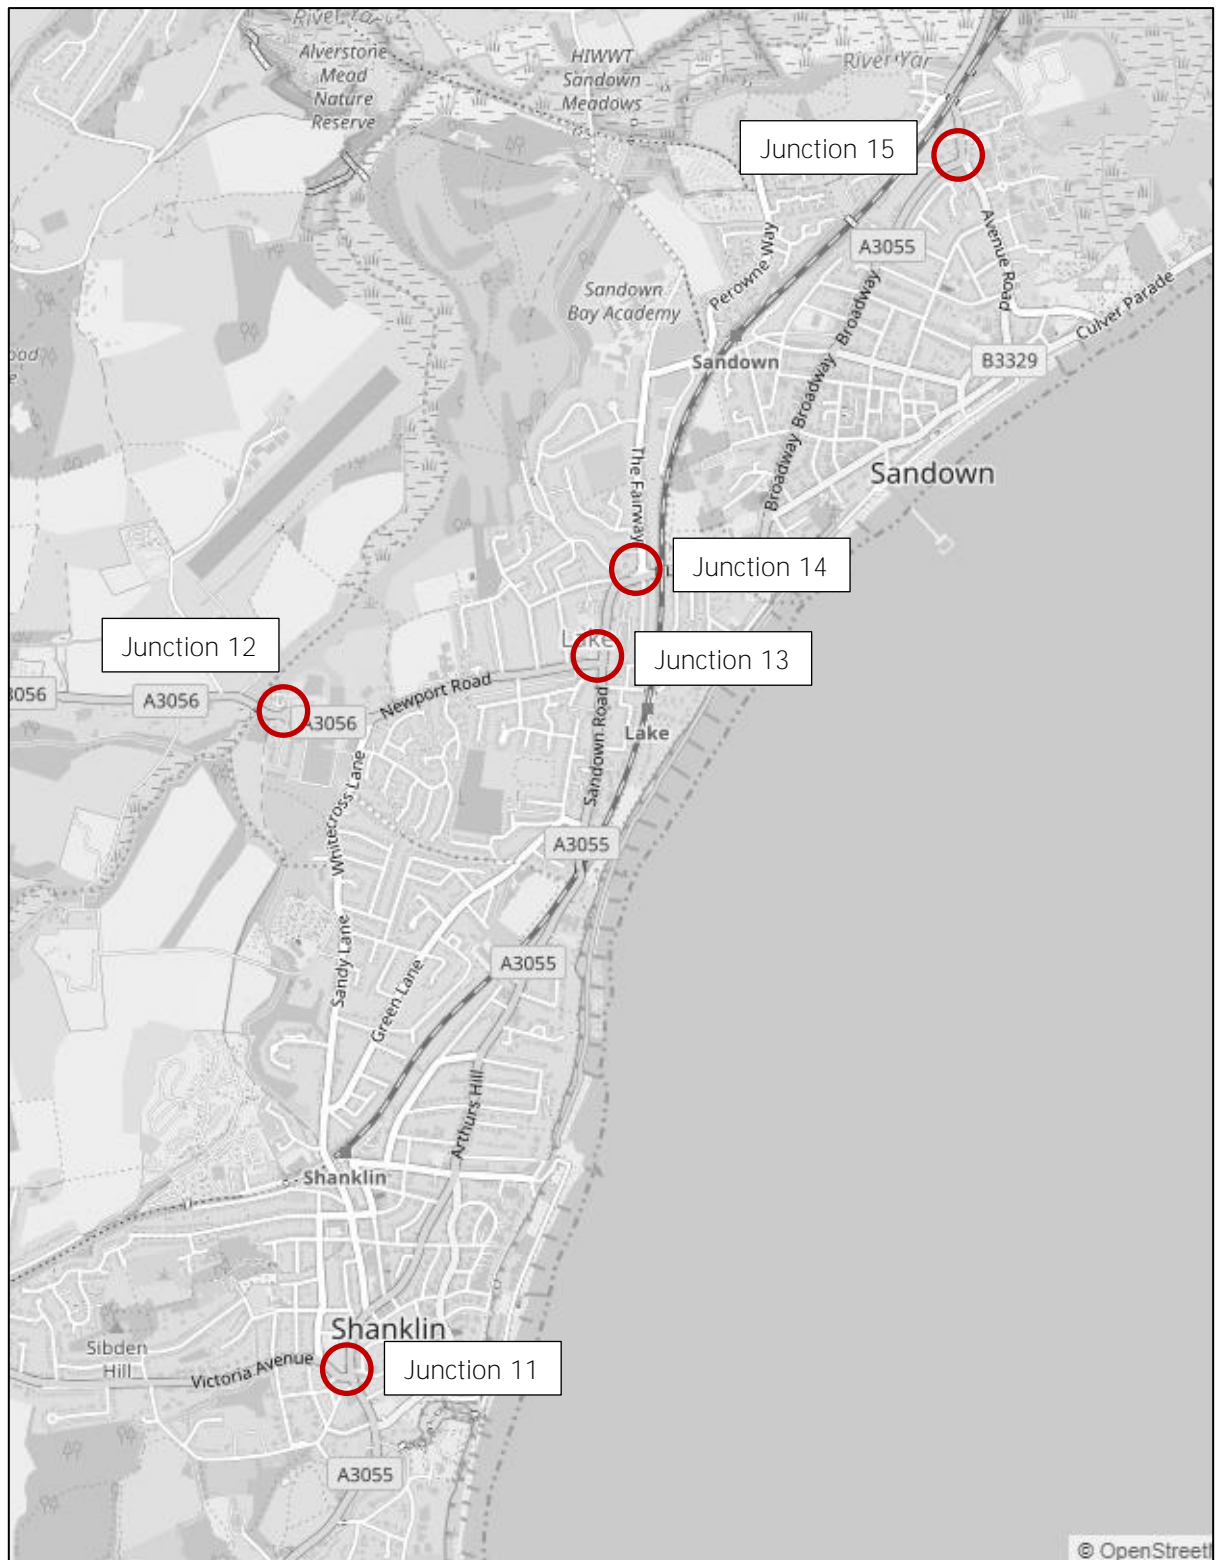 River Yar
Alverstone
Mead
Nature
Reserve
HIWWT
Sandown
Meadows
River Yar
Junction 15
A3055
Avenue Road
Perowne Way
Culver Parade
Sandown
Bay Academy
Sandown
B3329
Broadway
Broadway
Broadway
The Fairway
Sandown
Junction 14
Junction 12
Lake
Junction 13
3056
A3056
A3056
Newport Road
Lake
Sandown Road
Whitecross Lane
A3055
Sandy Lane
Green Lane
A3055
Arthurs Hill
Shanklin
Shanklin
Sibden
Hill
Victoria Avenue
Junction 11
A3055
© OpenStreet